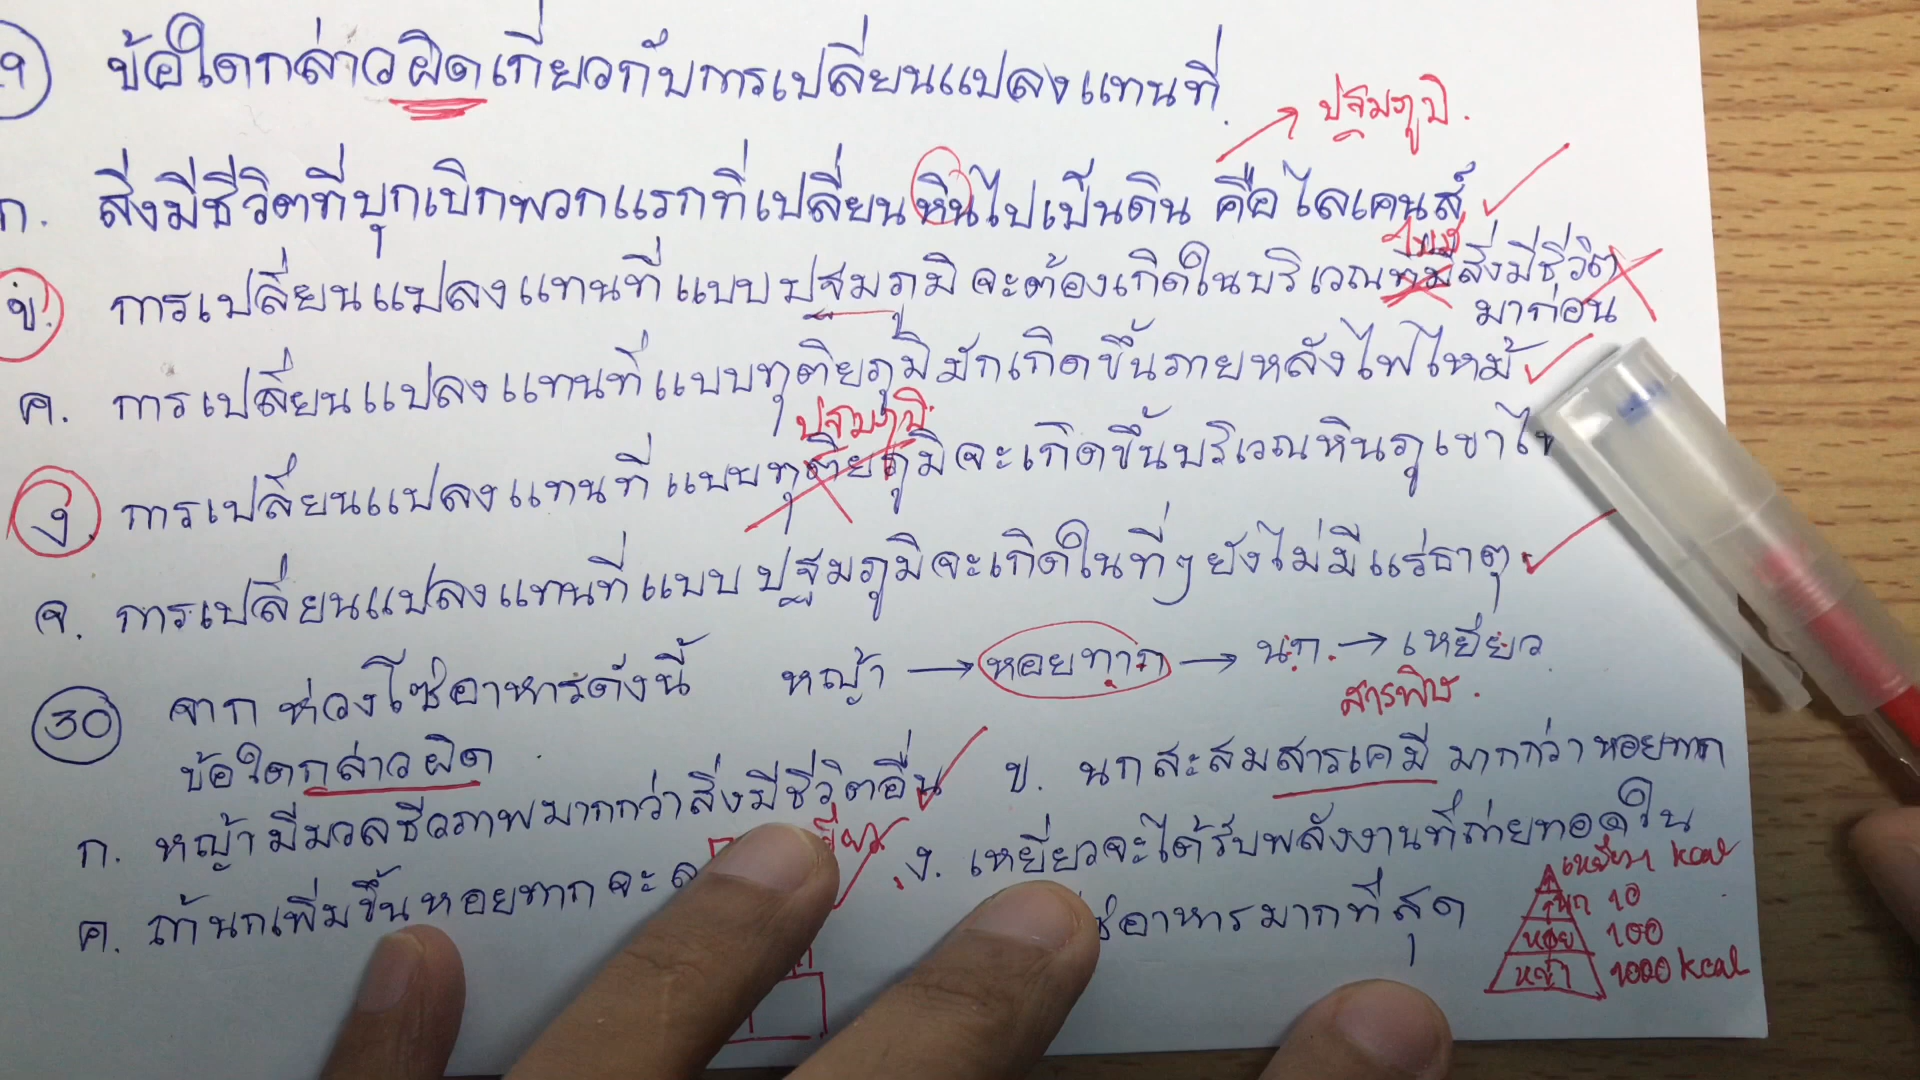 ข้อใดกล่าวผิดเกี่ยวกับการเปลี่ยนแปลงแทนที่
ปฐมภูมิ.
ก. สิ่งมีชีวิตที่บุกเบิกพวกแรกที่เปลี่ยนหินไปเป็นดิน คือไลเคนส์
ไม่มี
ข. การเปลี่ยนแปลงแทนที่ แบบปฐมภูมิ จะต้องเกิดในบริเวณที่มีสิ่งมีชีวิต
มาก่อน
ค. การเปลี่ยนแปลงแทนที่แบบทุติยภูมิมักเกิดขึ้นภายหลังไฟไหม้
ปฐมภูมิ
ง. การเปลี่ยนแปลงแทนที่ แบบทุติยภูมิจะเกิดขึ้นบริเวณหินภูเขาไ
จ. การเปลี่ยนแปลงแทนที่แบบ ปฐมภูมิจะเกิดในที่ๆยังไม่มีแร่ธาตุ
30 จาก ห่วงโซ่อาหารดังนี้ หญ้า → หอยทาก → นก → เหยี่ยว
สารพิษ.
ข้อใดกล่าวผิด
ก. หญ้ามีมวลชีวภาพมากกว่าสิ่งมีชีวิตอื่น ข. นกสะสมสารเคมี มากกว่าหอยทาก
ค. ถ้านกเพิ่มขึ้นหอยทากจะล ง. เหยี่ยวจะได้รับพลังงานที่ถ่ายทอดใน
โซ่อาหารมากที่สุด
เหยี่ยว 1 kcal
นก 10
หอย 100
หญ้า 1000 kcal